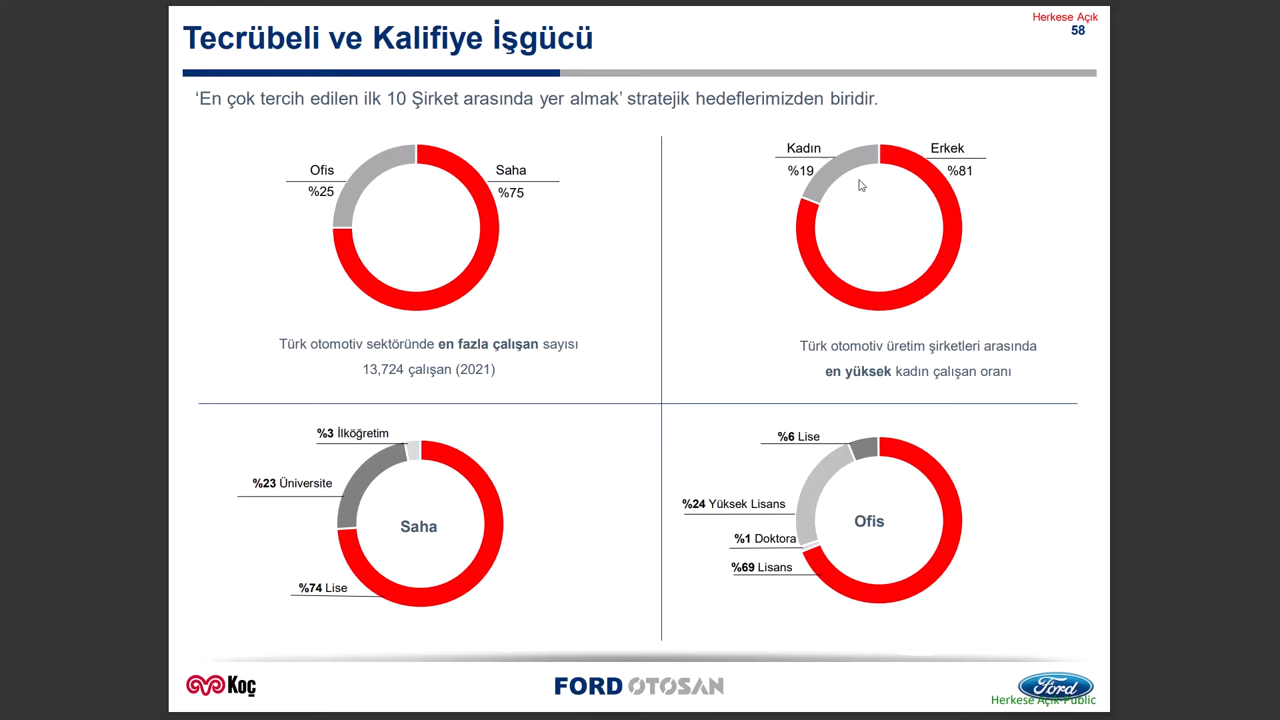 Herkese Açık
58
Tecrübeli ve Kalifiye İşgücü
‘En çok tercih edilen ilk 10 Şirket arasında yer almak’ stratejik hedeflerimizden biridir.
Ofis
%25
Saha
%75
Türk otomotiv sektöründe en fazla çalışan sayısı
13,724 çalışan (2021)
Kadın
%19
Erkek
%81
Türk otomotiv üretim şirketleri arasında
en yüksek kadın çalışan oranı
%3 İlköğretim
%23 Üniversite
Saha
%74 Lise
%6 Lise
%24 Yüksek Lisans
Ofis
%1 Doktora
%69 Lisans
Koç
FORD OTOSAN
Ford
Herkese Açık-Public